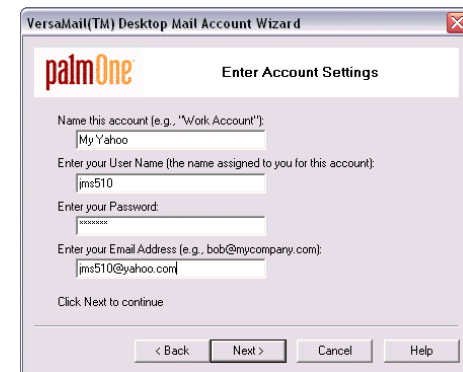 VersaMail(TM) Desktop Mail Account Wizard
palmOne
Enter Account Settings
Name this account (e.g., "Work Account"):
My Yahoo
Enter your User Name (the name assigned to you for this account):
jms510
Enter your Password:
*******
Enter your Email Address (e.g., bob@mycompany.com):
jms510@yahoo.com
Click Next to continue
< Back Next > Cancel Help